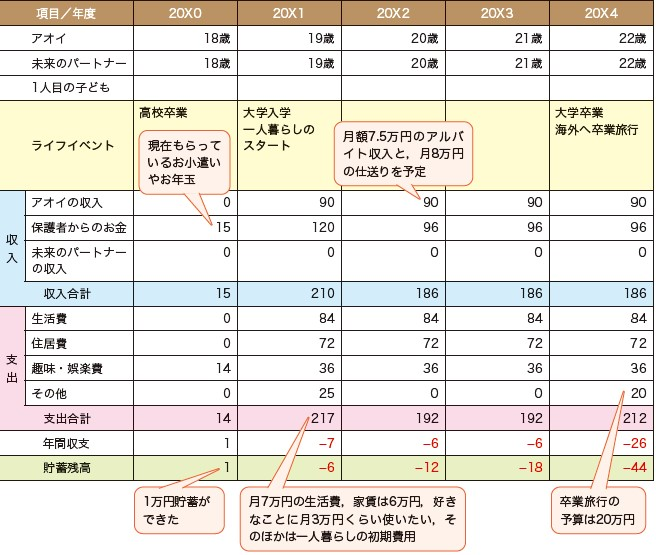 項目／年度 20X0 20X1 20X2 20X3 20X4
アオイ 18歳 19歳 20歳 21歳 22歳
未来のパートナー 18歳 19歳 20歳 21歳 22歳
1人目の子ども
ライフイベント
高校卒業
大学入学
一人暮らしの
スタート
大学卒業
海外へ卒業旅行
現在もらって
いるお小遣い
やお年玉
月額7.5万円のアルバ
イト収入と，月8万円
の仕送りを予定
収入
アオイの収入 0 90 90 90 90
保護者からのお金 15 120 96 96 96
未来のパートナー
の収入 0 0 0 0 0
収入合計 15 210 186 186 186
支出
生活費 0 84 84 84 84
住居費 0 72 72 72 72
趣味・娯楽費 14 36 36 36 36
その他 0 25 0 0 20
支出合計 14 217 192 192 212
年間収支 1 −7 −6 −6 −26
貯蓄残高 1 −6 −12 −18 −44
1万円貯蓄が
できた
月7万円の生活費，家賃は6万円，好き
なことに月3万円くらい使いたい，そ
のほかは一人暮らしの初期費用
卒業旅行の
予算は20万円